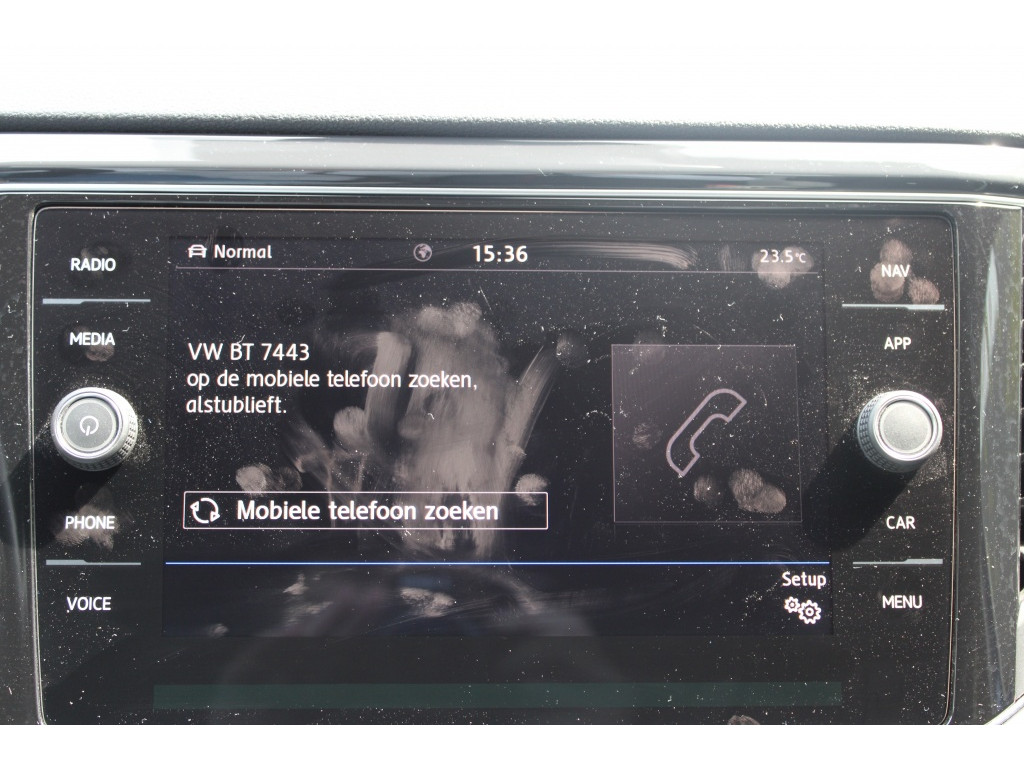 Normal 15:36 23.5°C
RADIO
MEDIA
PHONE
VOICE
VW BT 7443
op de mobiele telefoon zoeken,
alstublieft.
Mobiele telefoon zoeken
Setup
NAV
APP
CAR
MENU